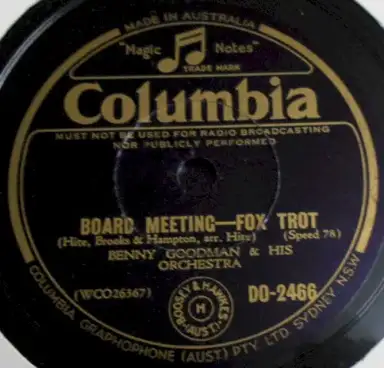 MADE IN AUSTRALIA
"Magic Notes"
TRADE MARK
Columbia
MUST NOT BE USED FOR RADIO BROADCASTING
NOR PUBLICLY PERFORMED
BOARD MEETING—FOX TROT
(Hite, Brooks & Hampton, arr. Hite) (Speed 78)
BENNY GOODMAN & HIS
ORCHESTRA
(WCO26367)
BOOSEY & HAWKES
H
(AUST)
DO-2466
COLUMBIA GRAPHOPHONE (AUST) PTY LTD SYDNEY N.S.W.